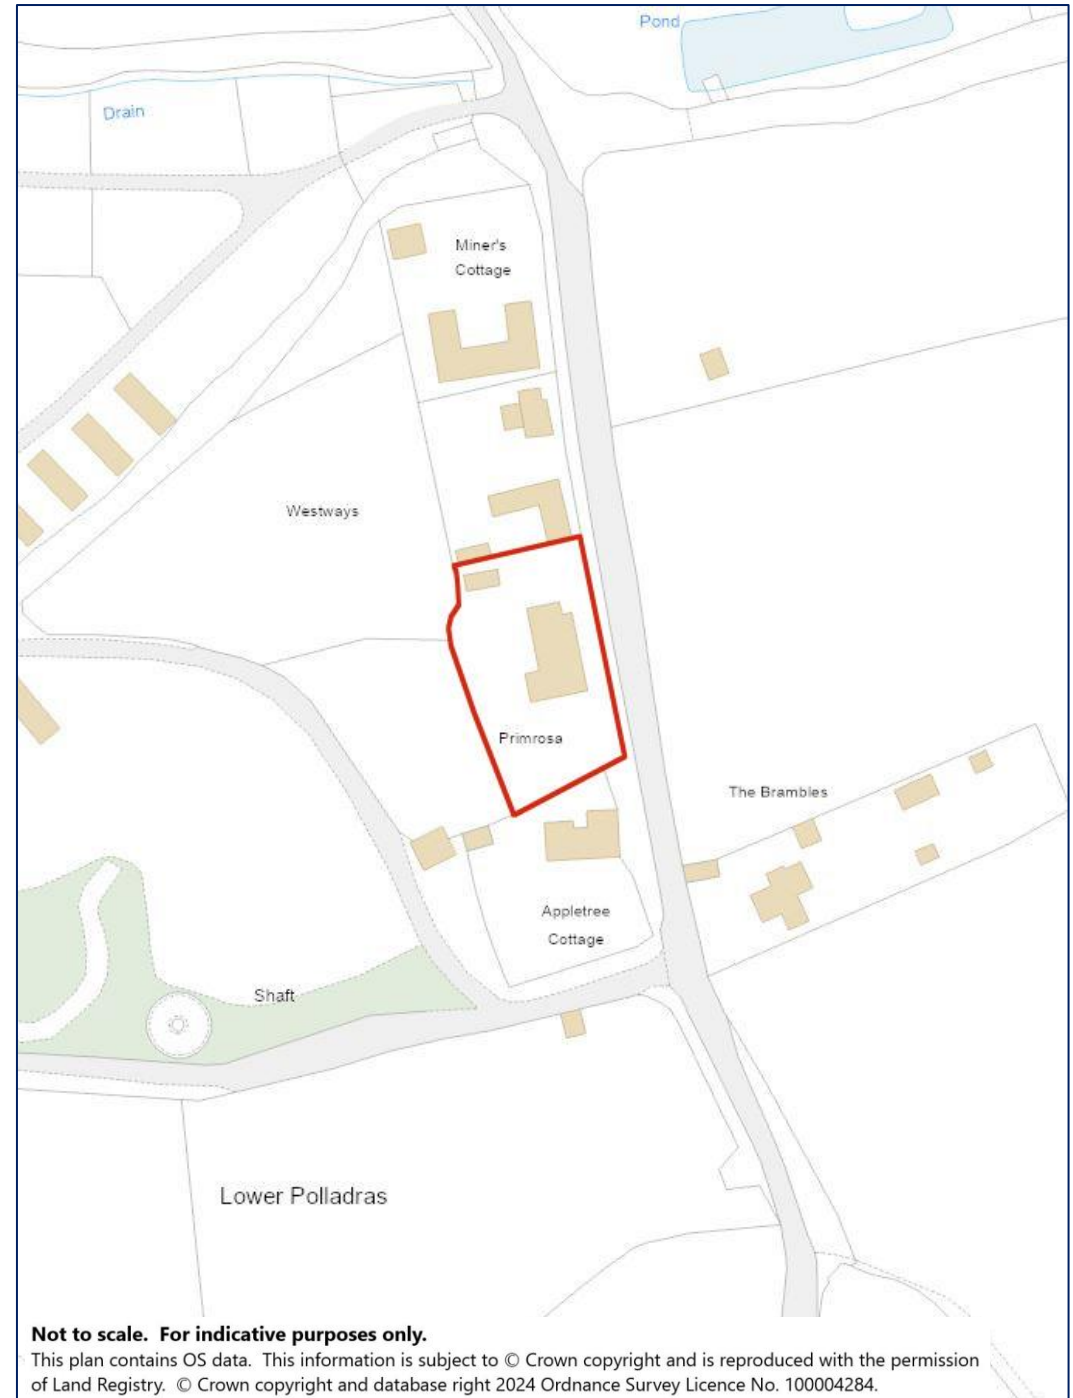 Pond
Drain
Miner's
Cottage
Westways
Primrosa
The Brambles
Appletree
Cottage
Shaft
Lower Polladras
Not to scale.  For indicative purposes only.
This plan contains OS data.  This information is subject to © Crown copyright and is reproduced with the permission
of Land Registry.  © Crown copyright and database right 2024 Ordnance Survey Licence No. 100004284.